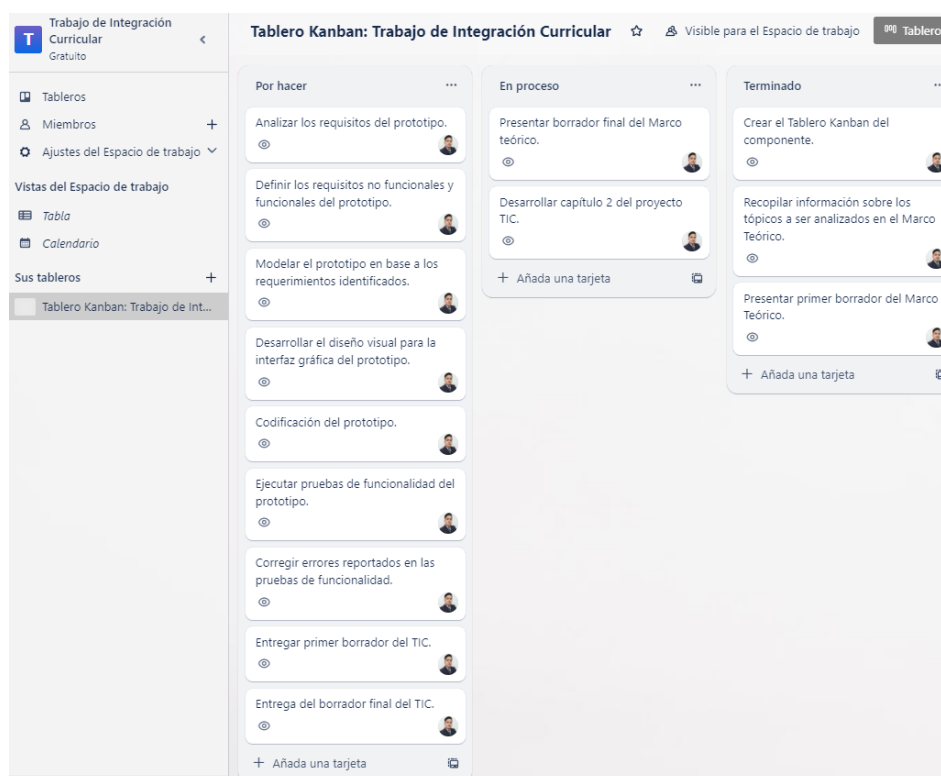 T
Trabajo de Integración
Curricular
Gratuito
Tableros
Miembros
Ajustes del Espacio de trabajo
Vistas del Espacio de trabajo
Tabla
Calendario
Sus tableros
Tablero Kanban: Trabajo de Int...
Tablero Kanban: Trabajo de Integración Curricular
Visible para el Espacio de trabajo
Tablero
Por hacer
Analizar los requisitos del prototipo.
Definir los requisitos no funcionales y
funcionales del prototipo.
Modelar el prototipo en base a los
requerimientos identificados.
Desarrollar el diseño visual para la
interfaz gráfica del prototipo.
Codificación del prototipo.
Ejecutar pruebas de funcionalidad del
prototipo.
Corregir errores reportados en las
pruebas de funcionalidad.
Entregar primer borrador del TIC.
Entrega del borrador final del TIC.
+ Añada una tarjeta
En proceso
Presentar borrador final del Marco
teórico.
Desarrollar capítulo 2 del proyecto
TIC.
+ Añada una tarjeta
Terminado
Crear el Tablero Kanban del
componente.
Recopilar información sobre los
tópicos a ser analizados en el Marco
Teórico.
Presentar primer borrador del Marco
Teórico.
+ Añada una tarjeta